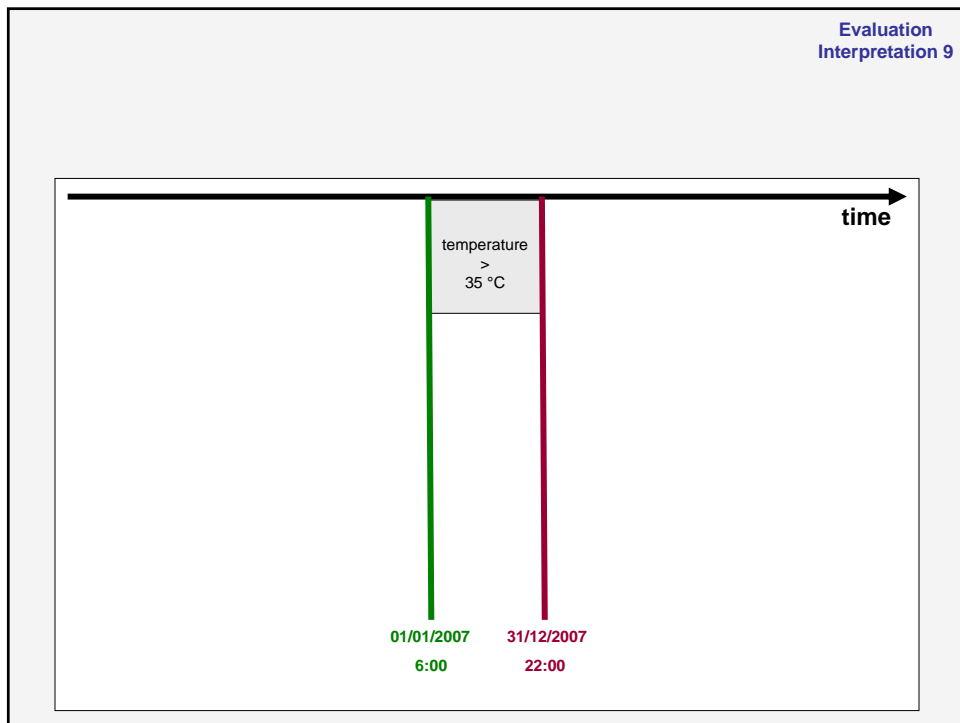 Evaluation
Interpretation 9
time
temperature
>
35 °C
01/01/2007 31/12/2007
6:00 22:00